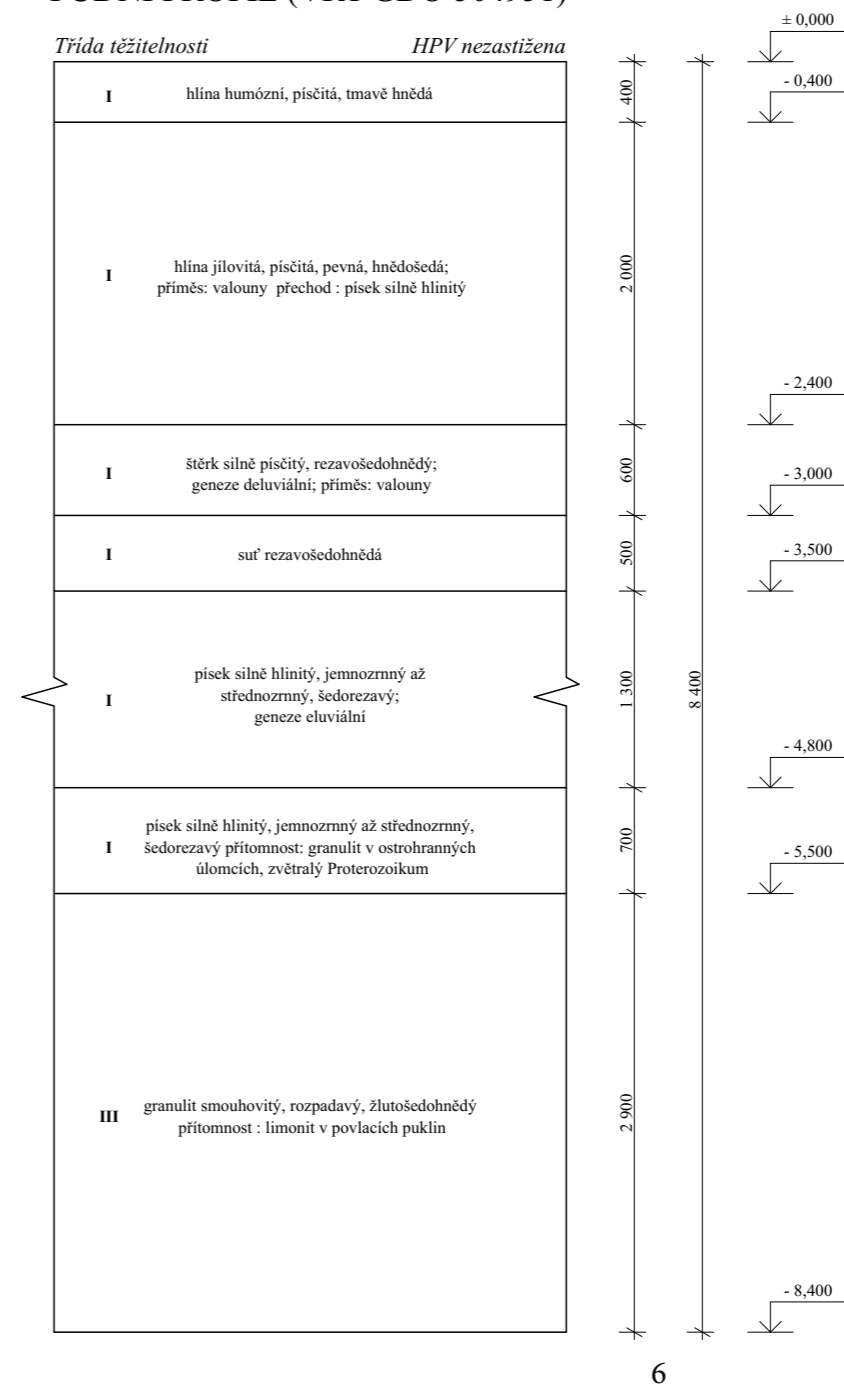 Třída těžitelnosti HPV nezastižena
± 0,000
I hlína humózní, písčitá, tmavě hnědá
400
- 0,400
I hlína jílovitá, písčitá, pevná, hnědošedá;
příměs: valouny přechod : písek silně hlinitý
2 000
- 2,400
I štěrk silně písčitý, rezavošedohnědý;
geneze deluviální; příměs: valouny
600
- 3,000
I suť rezavošedohnědá
500
- 3,500
I písek silně hlinitý, jemnozrnný až
střednozrnný, šedorezavý;
geneze eluviální
1 300
8 400
- 4,800
I písek silně hlinitý, jemnozrnný až střednozrnný,
šedorezavý přítomnost: granulit v ostrohranných
úlomcích, zvětralý Proterozoikum
700
- 5,500
III granulit smouhovitý, rozpadavý, žlutošedohnědý
přítomnost : limonit v povlacích puklin
2 900
- 8,400
6